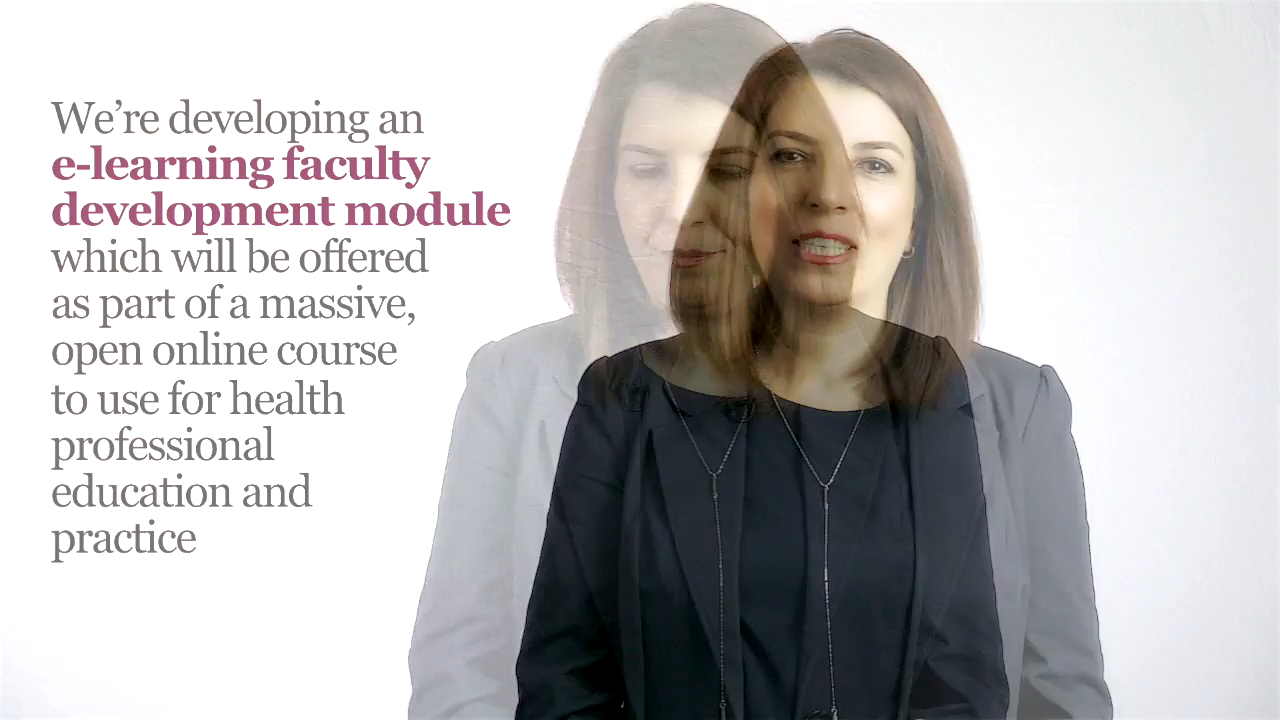 We’re developing an
e-learning faculty
development module
which will be offered
as part of a massive,
open online course
to use for health
professional
education and
practice